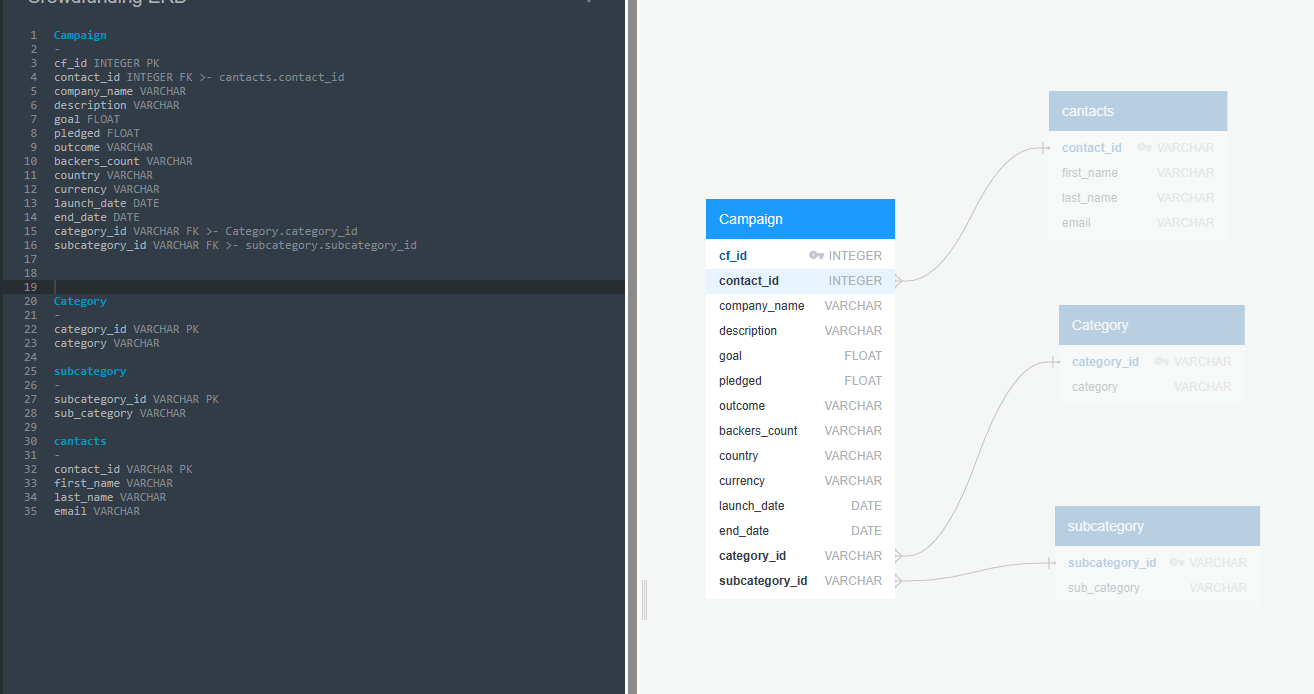 Crowdfunding ERD
1 Campaign
2 -
3 cf_id INTEGER PK
4 contact_id INTEGER FK >- cantacts.contact_id
5 company_name VARCHAR
6 description VARCHAR
7 goal FLOAT
8 pledged FLOAT
9 outcome VARCHAR
10 backers_count VARCHAR
11 country VARCHAR
12 currency VARCHAR
13 launch_date DATE
14 end_date DATE
15 category_id VARCHAR FK >- Category.category_id
16 subcategory_id VARCHAR FK >- subcategory.subcategory_id
17
18
19
20 Category
21 -
22 category_id VARCHAR PK
23 category VARCHAR
24
25 subcategory
26 -
27 subcategory_id VARCHAR PK
28 sub_category VARCHAR
29
30 cantacts
31 -
32 contact_id VARCHAR PK
33 first_name VARCHAR
34 last_name VARCHAR
35 email VARCHAR
Campaign
cf_id INTEGER
contact_id INTEGER
company_name VARCHAR
description VARCHAR
goal FLOAT
pledged FLOAT
outcome VARCHAR
backers_count VARCHAR
country VARCHAR
currency VARCHAR
launch_date DATE
end_date DATE
category_id VARCHAR
subcategory_id VARCHAR
cantacts
contact_id VARCHAR
first_name VARCHAR
last_name VARCHAR
email VARCHAR
Category
category_id VARCHAR
category VARCHAR
subcategory
subcategory_id VARCHAR
sub_category VARCHAR